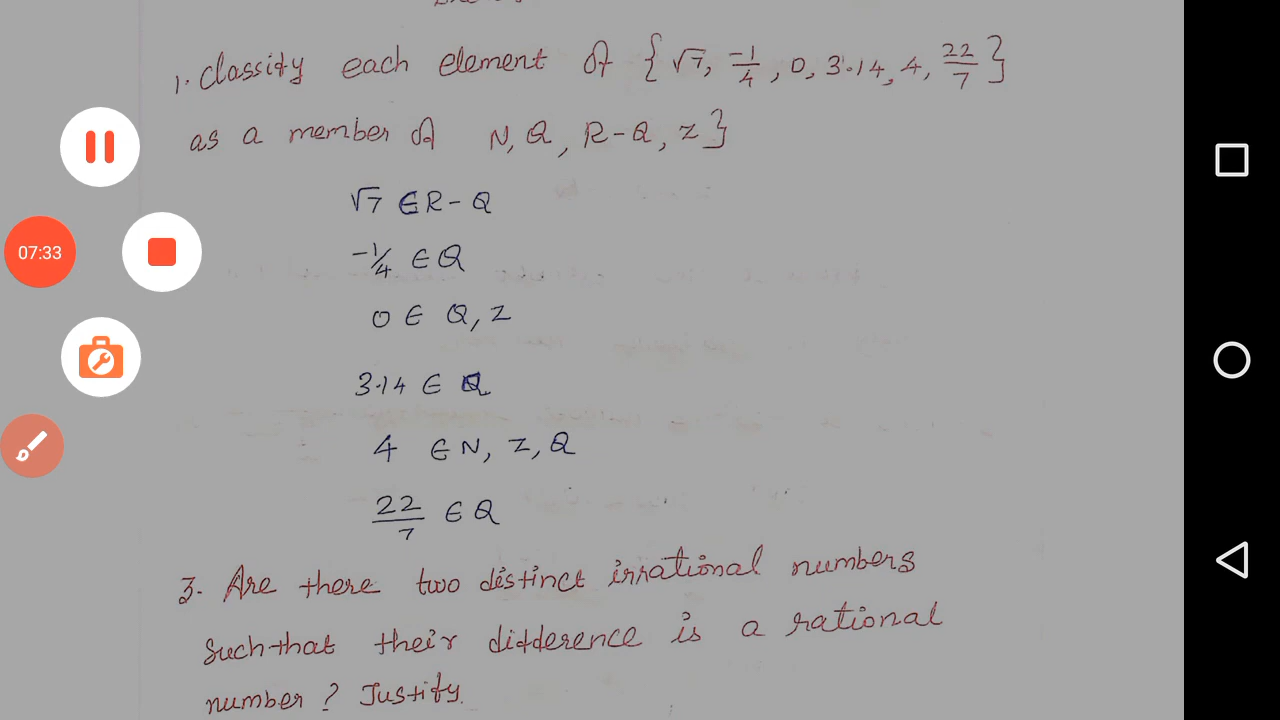 1. Classify each element of {√7, -1/4, 0, 3.14, 4, 22/7}
as a member of N, Q, R-Q, Z}
√7 ∈ R-Q
-1/4 ∈ Q
0 ∈ Q, Z
07:33
3.14 ∈ Q
4 ∈ N, Z, Q
22/7 ∈ Q
3. Are there two distinct irrational numbers
such that their difference is a rational
number? Justify.